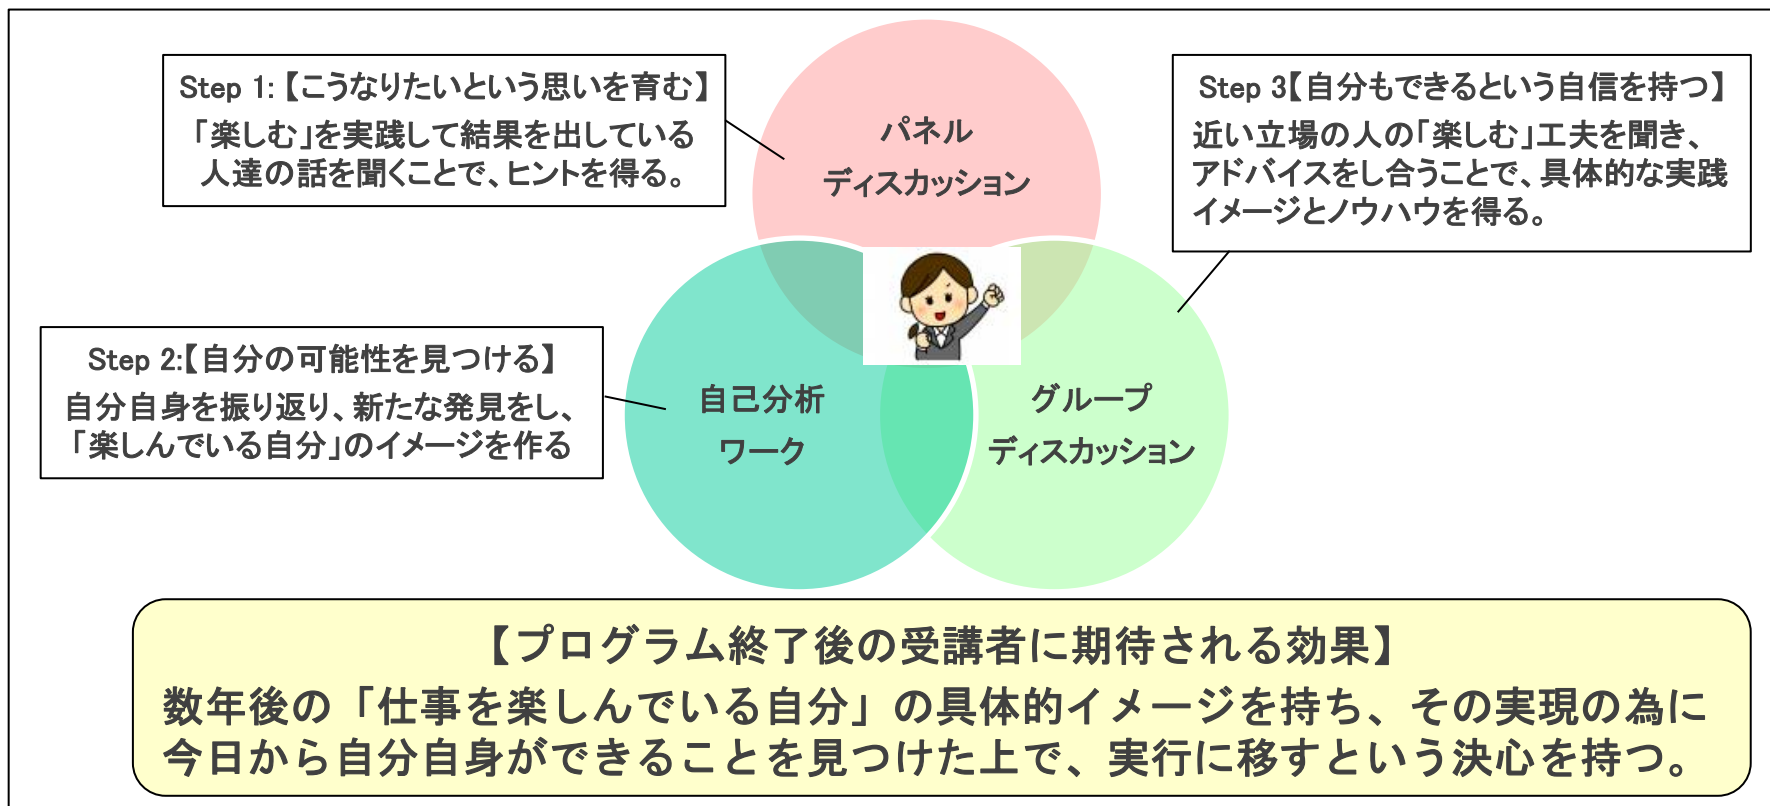 Step 1:【こうなりたいという思いを育む】
「楽しむ」を実践して結果を出している
人達の話を聞くことで、ヒントを得る。
パネル
ディスカッション
Step 3【自分もできるという自信を持つ】
近い立場の人の「楽しむ」工夫を聞き、
アドバイスをし合うことで、具体的な実践
イメージとノウハウを得る。
Step 2:【自分の可能性を見つける】
自分自身を振り返り、新たな発見をし、
「楽しんでいる自分」のイメージを作る
自己分析
ワーク
グループ
ディスカッション
【プログラム終了後の受講者に期待される効果】
数年後の「仕事を楽しんでいる自分」の具体的イメージを持ち、その実現の為に
今日から自分自身ができることを見つけた上で、実行に移すという決心を持つ。